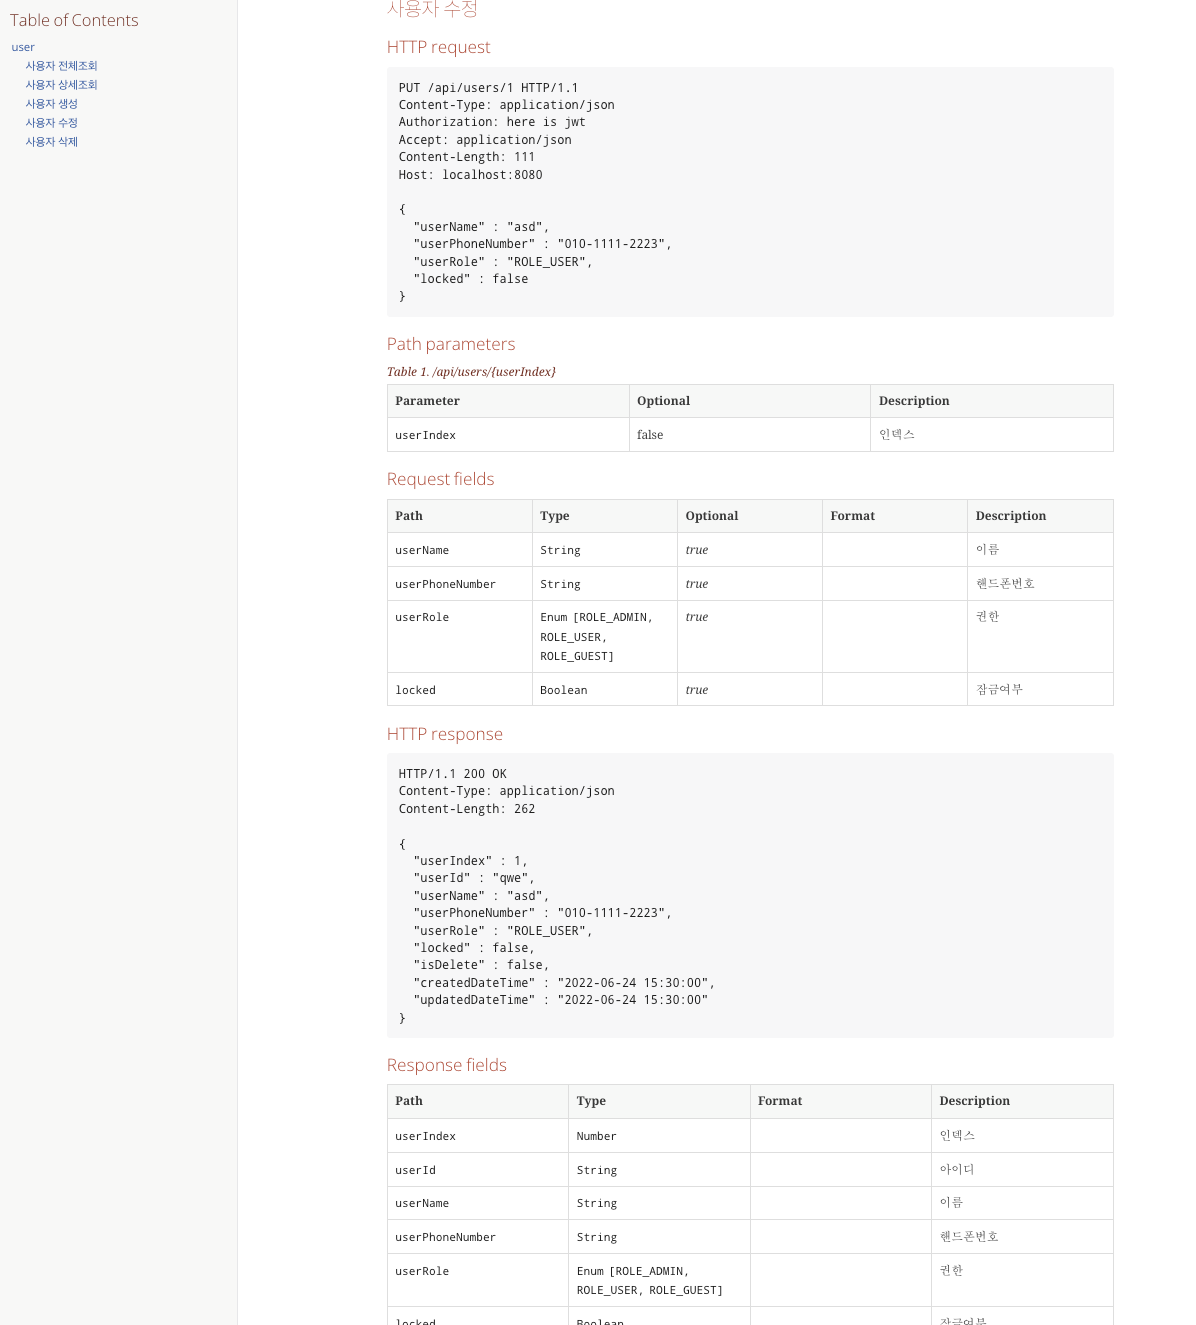 Table of Contents
user
사용자 전체조회
사용자 상세조회
사용자 생성
사용자 수정
사용자 삭제
사용자 수정
HTTP request
PUT /api/users/1 HTTP/1.1
Content-Type: application/json
Authorization: here is jwt
Accept: application/json
Content-Length: 111
Host: localhost:8080
{
  "userName" : "asd",
  "userPhoneNumber" : "010-1111-2223",
  "userRole" : "ROLE_USER",
  "locked" : false
}
Path parameters
Table 1. /api/users/{userIndex}
Parameter Optional Description
userIndex false 인덱스
Request fields
Path Type Optional Format Description
userName String true 이름
userPhoneNumber String true 핸드폰번호
userRole Enum [ROLE_ADMIN, true 권한
ROLE_USER,
ROLE_GUEST]
locked Boolean true 잠금여부
HTTP response
HTTP/1.1 200 OK
Content-Type: application/json
Content-Length: 262
{
  "userIndex" : 1,
  "userId" : "qwe",
  "userName" : "asd",
  "userPhoneNumber" : "010-1111-2223",
  "userRole" : "ROLE_USER",
  "locked" : false,
  "isDelete" : false,
  "createdDateTime" : "2022-06-24 15:30:00",
  "updatedDateTime" : "2022-06-24 15:30:00"
}
Response fields
Path Type Format Description
userIndex Number 인덱스
userId String 아이디
userName String 이름
userPhoneNumber String 핸드폰번호
userRole Enum [ROLE_ADMIN, 권한
ROLE_USER, ROLE_GUEST]
locked Boolean 잠금여부